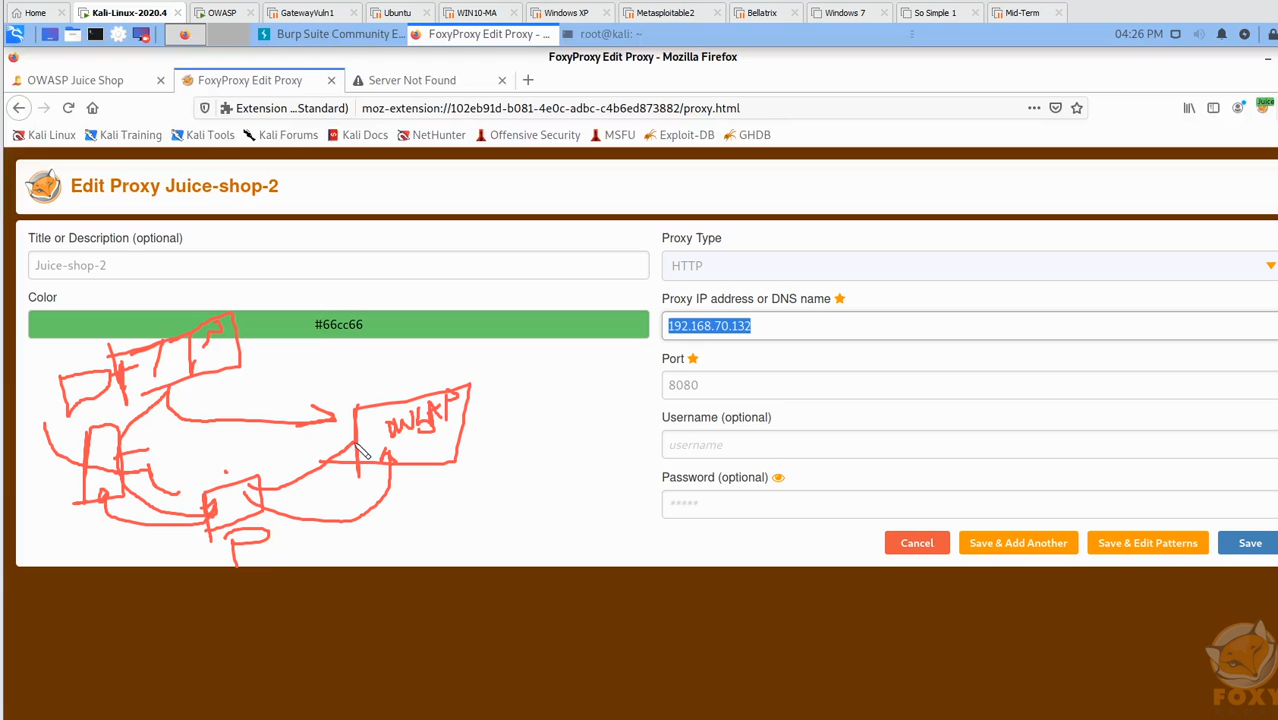 Home
Kali-Linux-2020.4
OWASP
GatewayVuln1
Ubuntu
WIN10-MA
Windows XP
Metasploitable2
Bellatrix
Windows 7
So Simple 1
Mid-Term
Burp Suite Community E...
FoxyProxy Edit Proxy - ...
root@kali: ~
04:26 PM
FoxyProxy Edit Proxy - Mozilla Firefox
OWASP Juice Shop
FoxyProxy Edit Proxy
Server Not Found
Extension ...Standard)
moz-extension://102eb91d-b081-4e0c-adbc-c4b6ed873882/proxy.html
Juice
Kali Linux
Kali Training
Kali Tools
Kali Forums
Kali Docs
NetHunter
Offensive Security
MSFU
Exploit-DB
GHDB
Edit Proxy Juice-shop-2
Title or Description (optional)
Juice-shop-2
Color
#66cc66
Proxy Type
HTTP
Proxy IP address or DNS name
192.168.70.132
Port
8080
Username (optional)
username
Password (optional)
*****
Cancel
Save & Add Another
Save & Edit Patterns
Save
OWSAP
P
FOXY